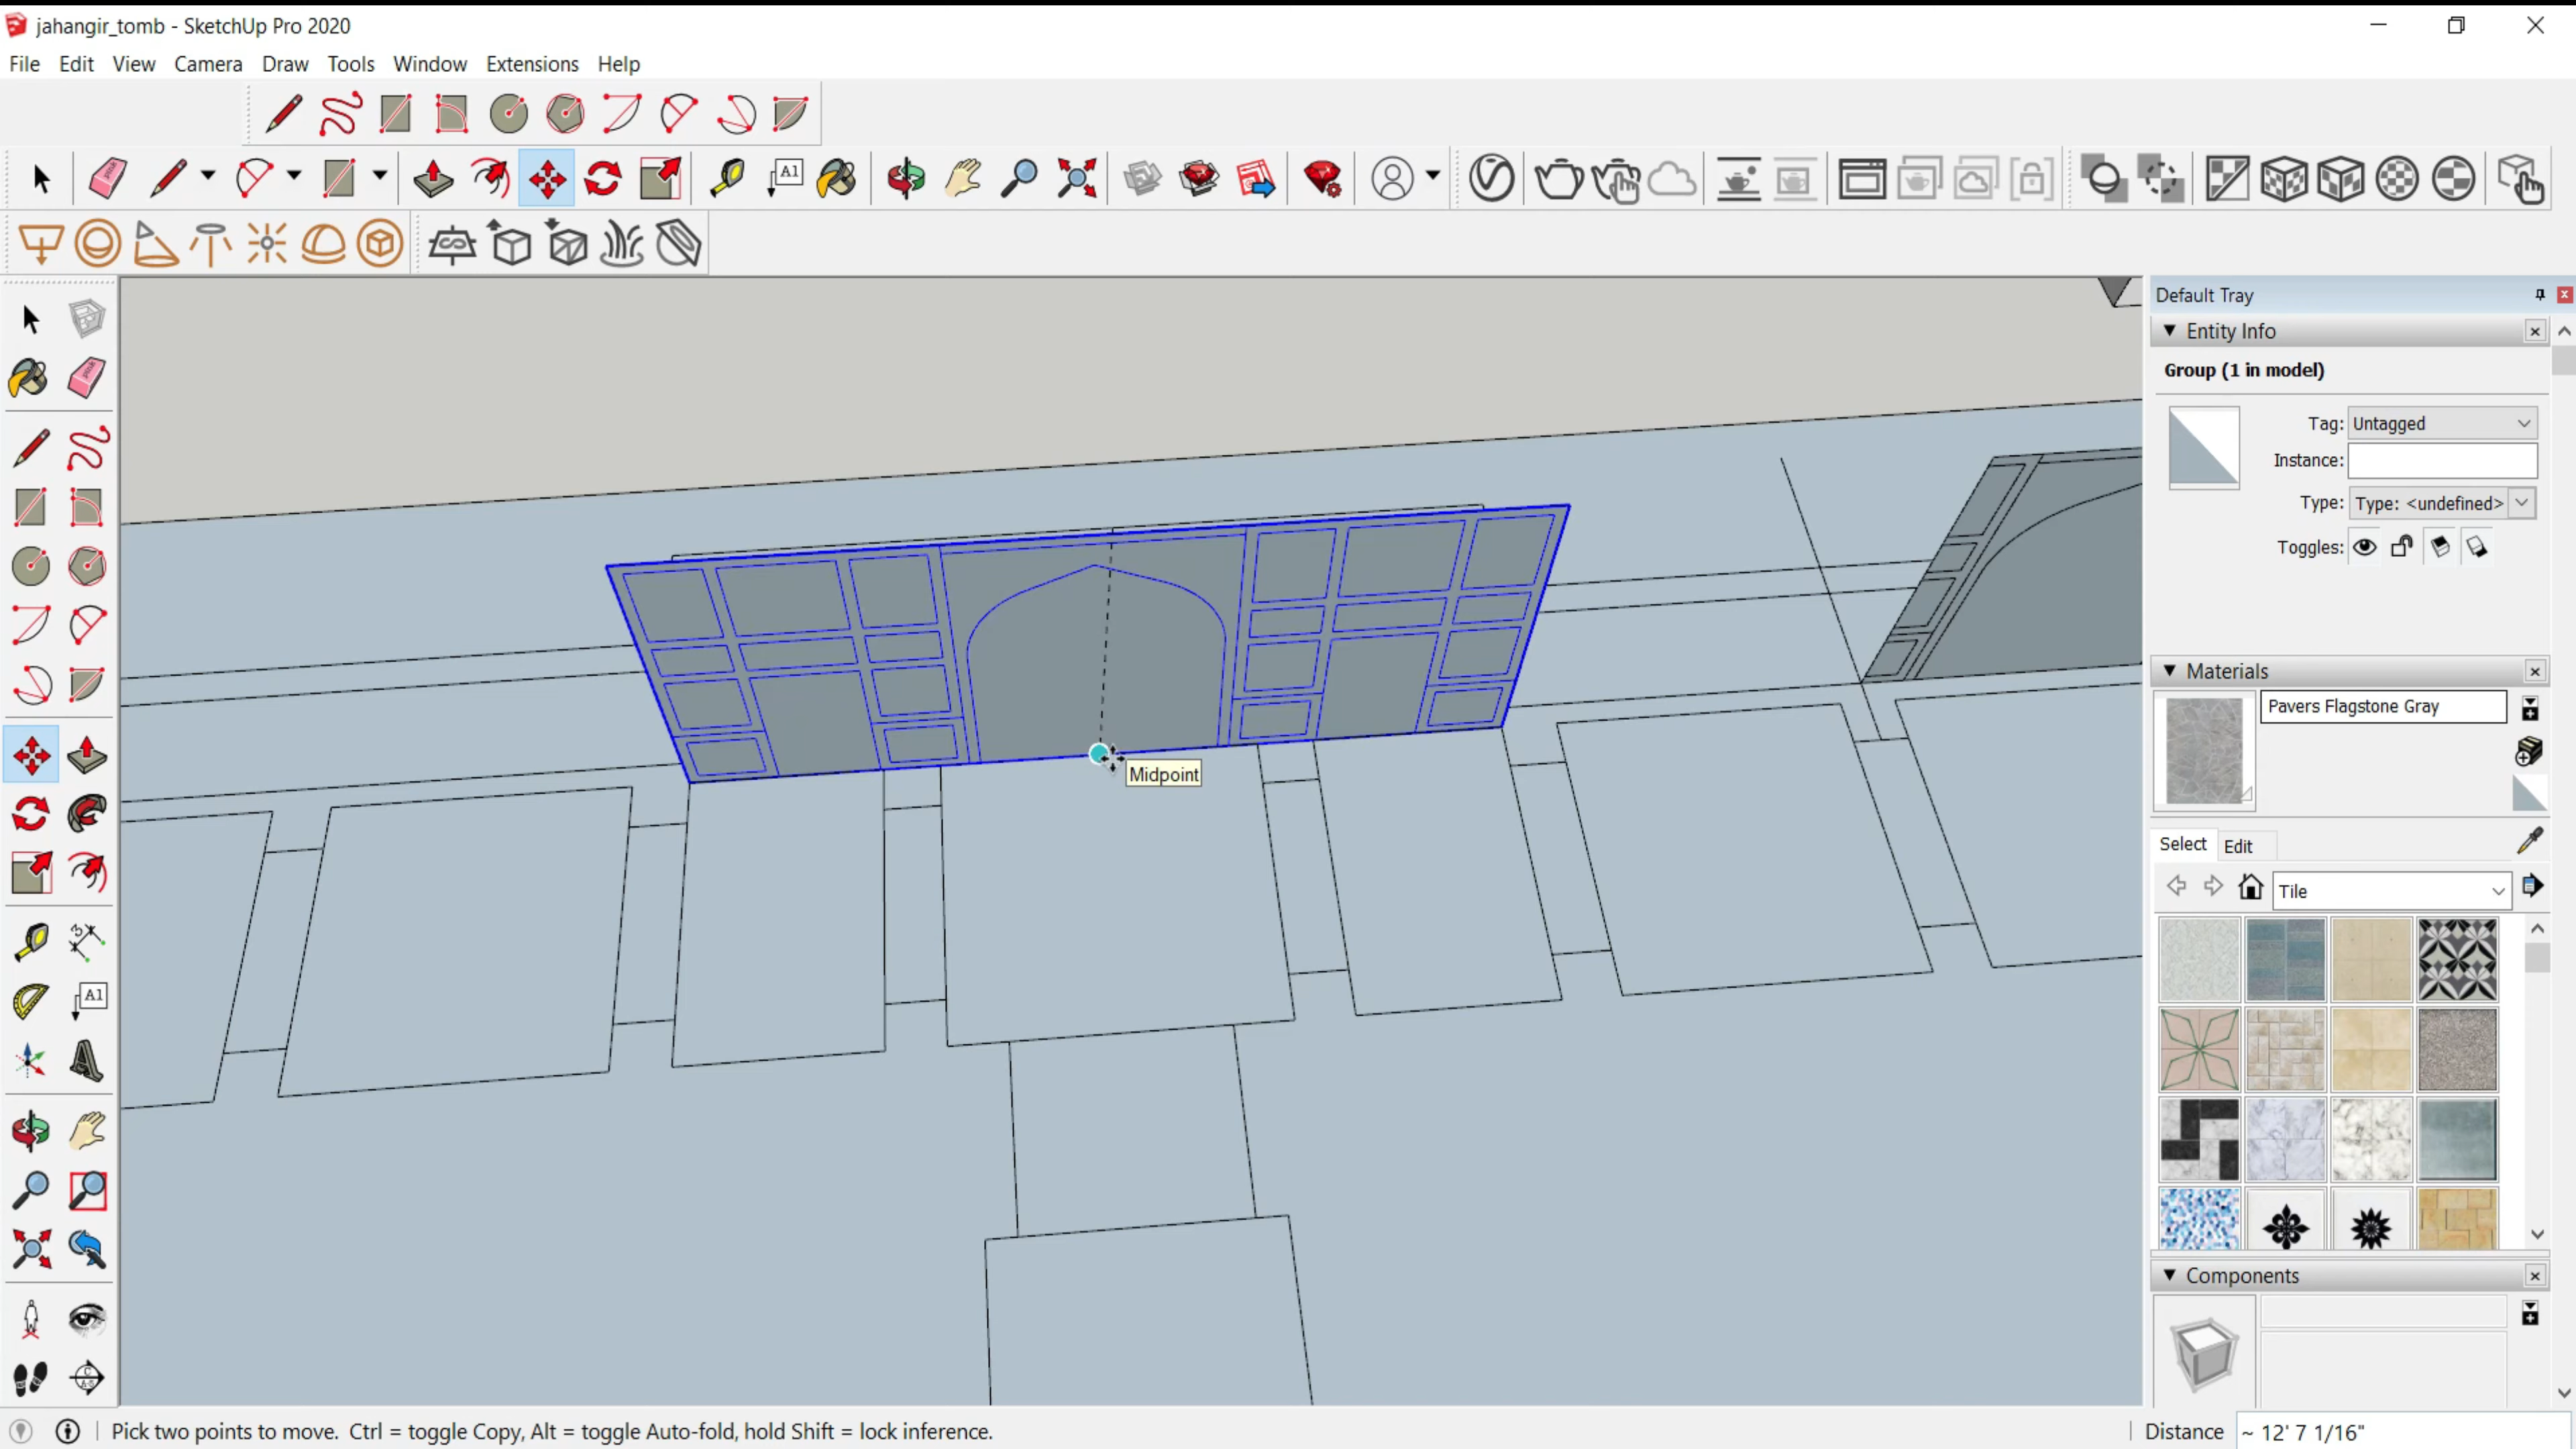 jahangir_tomb - SketchUp Pro 2020
File Edit View Camera Draw Tools Window Extensions Help
A1
Default Tray
Entity Info
Group (1 in model)
Tag: Untagged
Instance:
Type: Type: <undefined>
Toggles:
Midpoint
Materials
Pavers Flagstone Gray
Select Edit
Tile
A1
Components
Pick two points to move. Ctrl = toggle Copy, Alt = toggle Auto-fold, hold Shift = lock inference.
Distance ~ 12' 7 1/16"